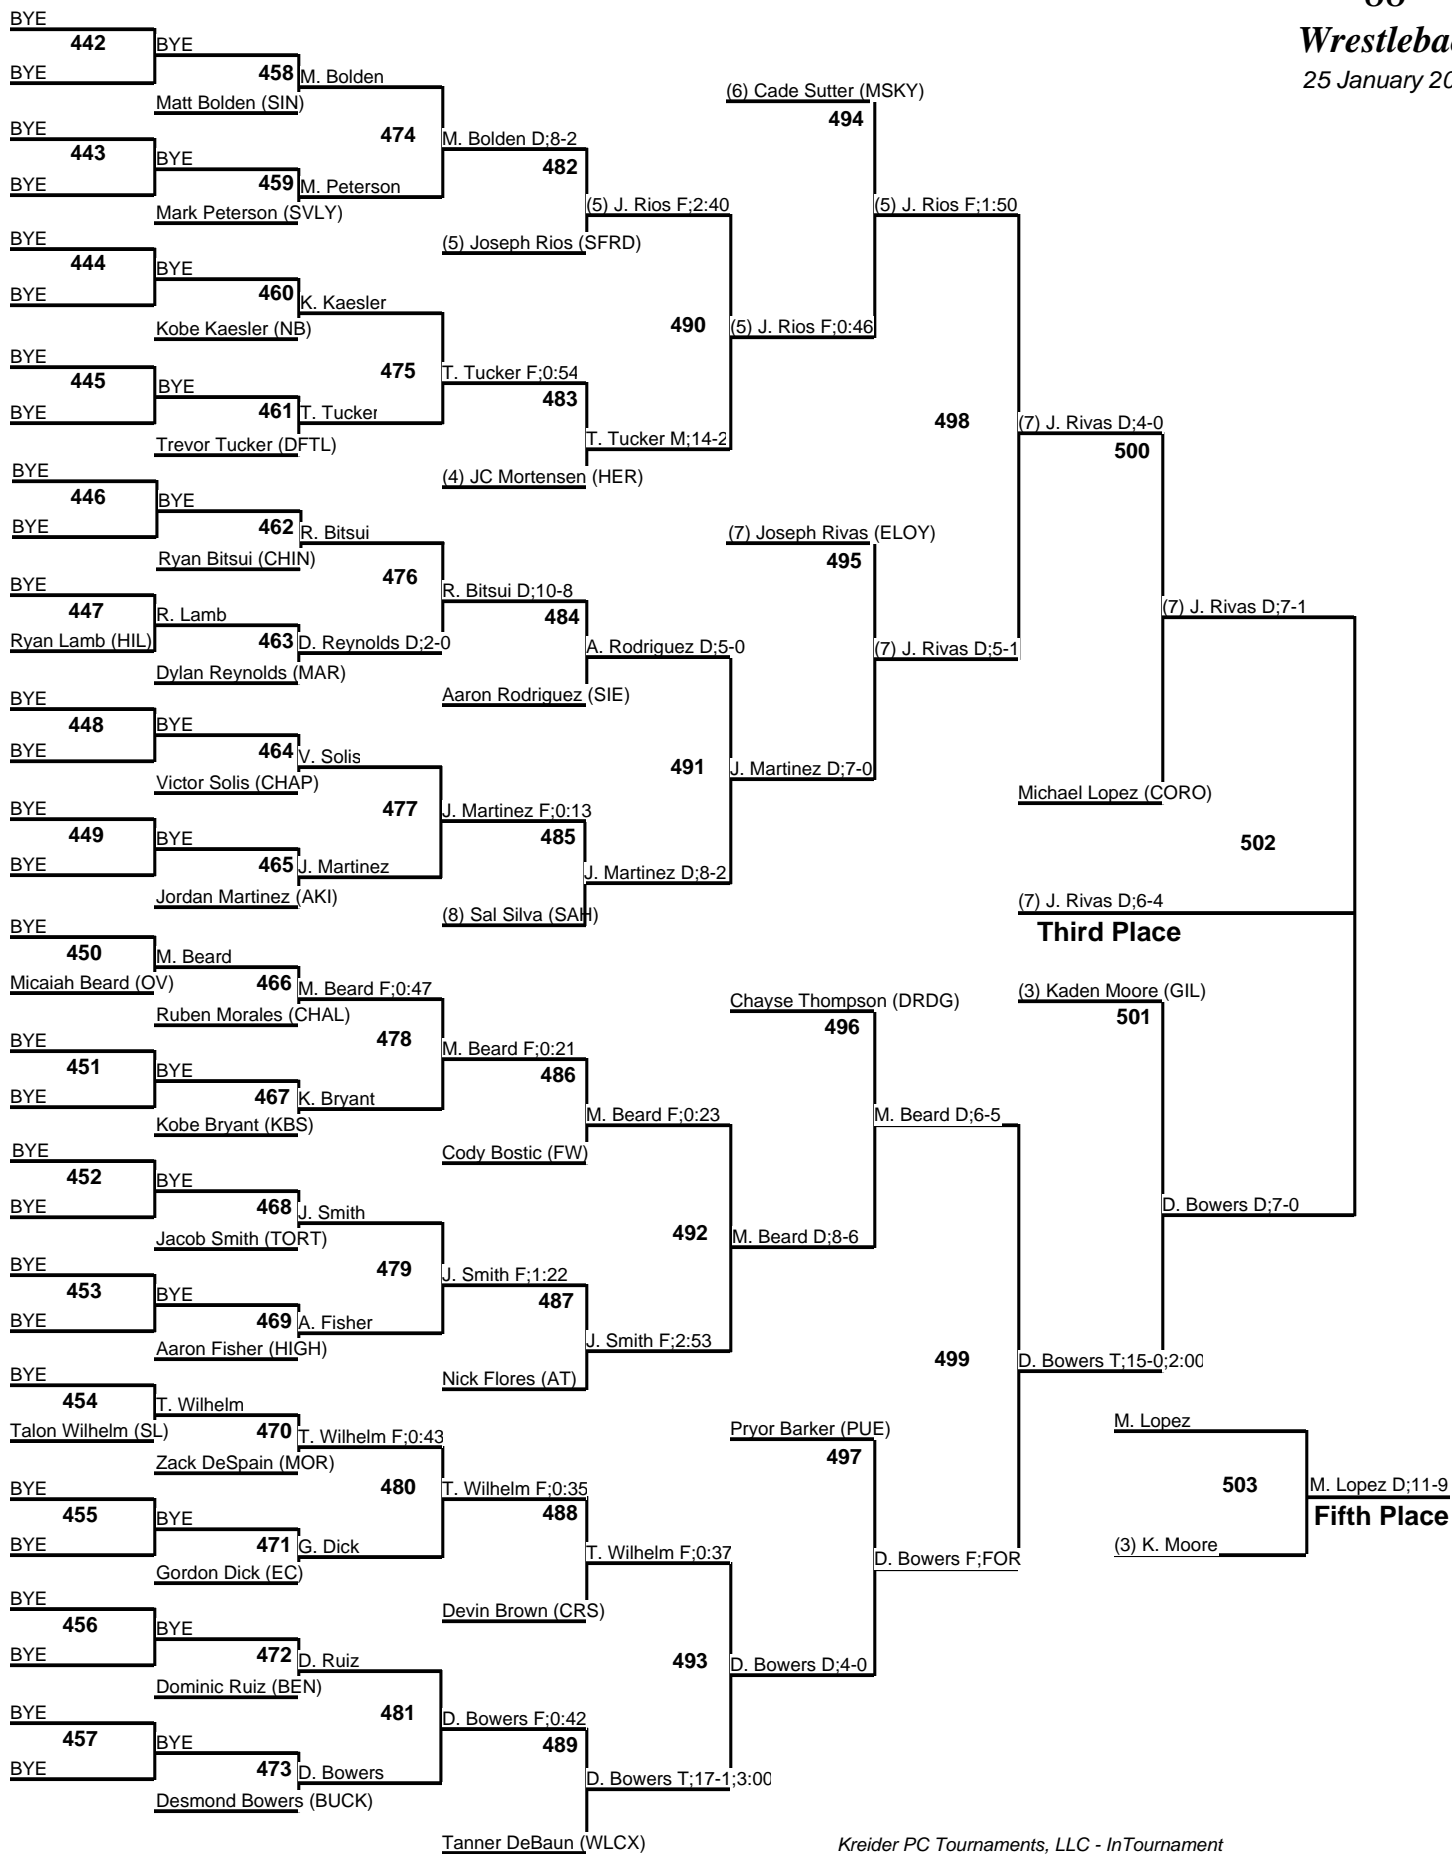 BYE
442
BYE
BYE
458
M. Bolden
Matt Bolden (SIN)
474
BYE
443
BYE
BYE
459
M. Peterson
Mark Peterson (SVLY)
M. Bolden D;8-2
482
(5) J. Rios F;2:40
(5) Joseph Rios (SFRD)
BYE
444
BYE
BYE
460
K. Kaesler
Kobe Kaesler (NB)
475
BYE
445
BYE
BYE
461
T. Tucker
Trevor Tucker (DFTL)
T. Tucker F;0:54
483
T. Tucker M;14-2
(4) JC Mortensen (HER)
490
(5) J. Rios F;0:46
(6) Cade Sutter (MSKY)
494
(5) J. Rios F;1:50
BYE
446
BYE
BYE
462
R. Bitsui
Ryan Bitsui (CHIN)
476
BYE
447
Ryan Lamb (HIL)
R. Lamb
463
D. Reynolds D;2-0
Dylan Reynolds (MAR)
R. Bitsui D;10-8
484
A. Rodriguez D;5-0
Aaron Rodriguez (SIE)
BYE
448
BYE
BYE
464
V. Solis
Victor Solis (CHAP)
477
BYE
449
BYE
BYE
465
J. Martinez
Jordan Martinez (AKI)
J. Martinez F;0:13
485
J. Martinez D;8-2
(8) Sal Silva (SAH)
491
J. Martinez D;7-0
(7) Joseph Rivas (ELOY)
495
(7) J. Rivas D;5-1
498
(7) J. Rivas D;4-0
500
(7) J. Rivas D;7-1
Michael Lopez (CORO)
502
(7) J. Rivas D;6-4
Third Place
BYE
450
Micaiah Beard (OV)
M. Beard
466
M. Beard F;0:47
Ruben Morales (CHAL)
478
BYE
451
BYE
BYE
467
K. Bryant
Kobe Bryant (KBS)
M. Beard F;0:21
486
M. Beard F;0:23
Cody Bostic (FW)
BYE
452
BYE
BYE
468
J. Smith
Jacob Smith (TORT)
479
BYE
453
BYE
BYE
469
A. Fisher
Aaron Fisher (HIGH)
J. Smith F;1:22
487
J. Smith F;2:53
Nick Flores (AT)
492
M. Beard D;8-6
Chayse Thompson (DRDG)
496
M. Beard D;6-5
BYE
454
Talon Wilhelm (SL)
T. Wilhelm
470
T. Wilhelm F;0:43
Zack DeSpain (MOR)
480
BYE
455
BYE
BYE
471
G. Dick
Gordon Dick (EC)
T. Wilhelm F;0:35
488
T. Wilhelm F;0:37
Devin Brown (CRS)
BYE
456
BYE
BYE
472
D. Ruiz
Dominic Ruiz (BEN)
481
BYE
457
BYE
BYE
473
D. Bowers
Desmond Bowers (BUCK)
D. Bowers F;0:42
489
D. Bowers T;17-1;3:00
Tanner DeBaun (WLCX)
493
D. Bowers D;4-0
Pryor Barker (PUE)
497
D. Bowers F;FOR
499
D. Bowers T;15-0;2:00
(3) Kaden Moore (GIL)
501
D. Bowers D;7-0
M. Lopez
503
(3) K. Moore
M. Lopez D;11-9
Fifth Place
25 January 20
Kreider PC Tournaments, LLC - InTournament